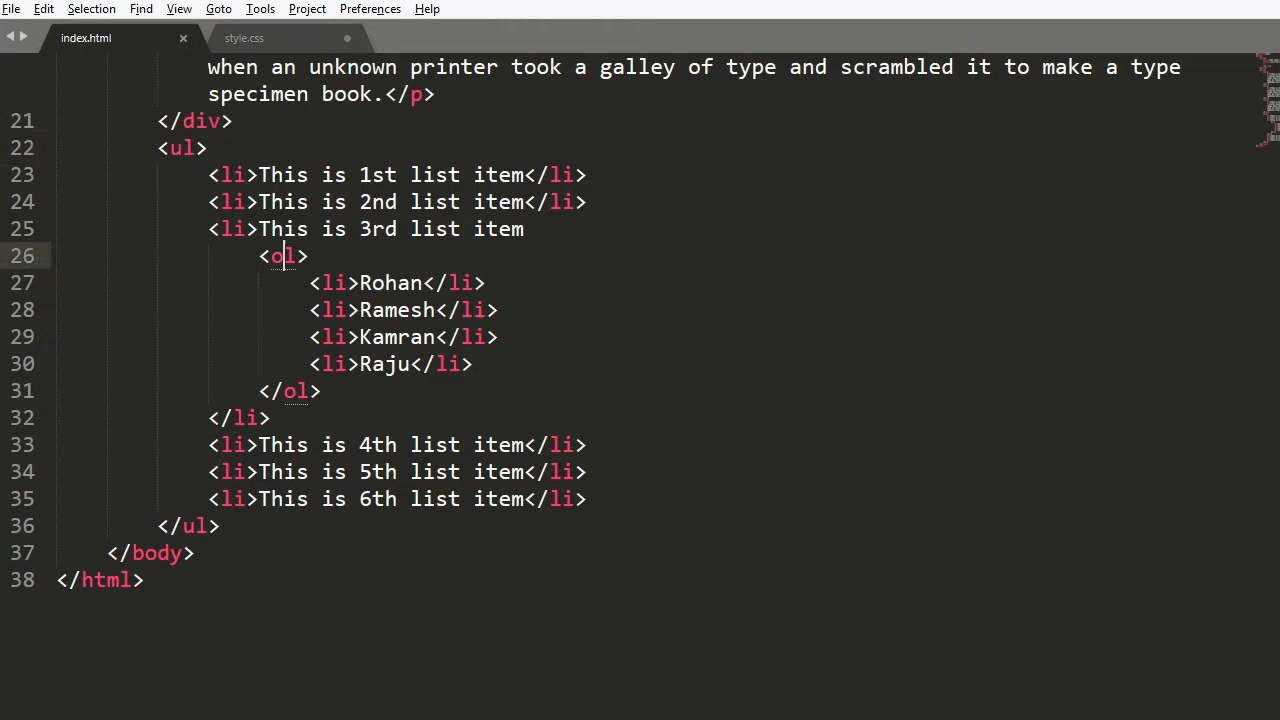 File Edit Selection Find View Goto Tools Project Preferences Help
index.html × style.css
when an unknown printer took a galley of type and scrambled it to make a type
specimen book.</p>
21 </div>
22 <ul>
23 <li>This is 1st list item</li>
24 <li>This is 2nd list item</li>
25 <li>This is 3rd list item
26 <ol>
27 <li>Rohan</li>
28 <li>Ramesh</li>
29 <li>Kamran</li>
30 <li>Raju</li>
31 </ol>
32 </li>
33 <li>This is 4th list item</li>
34 <li>This is 5th list item</li>
35 <li>This is 6th list item</li>
36 </ul>
37 </body>
38 </html>